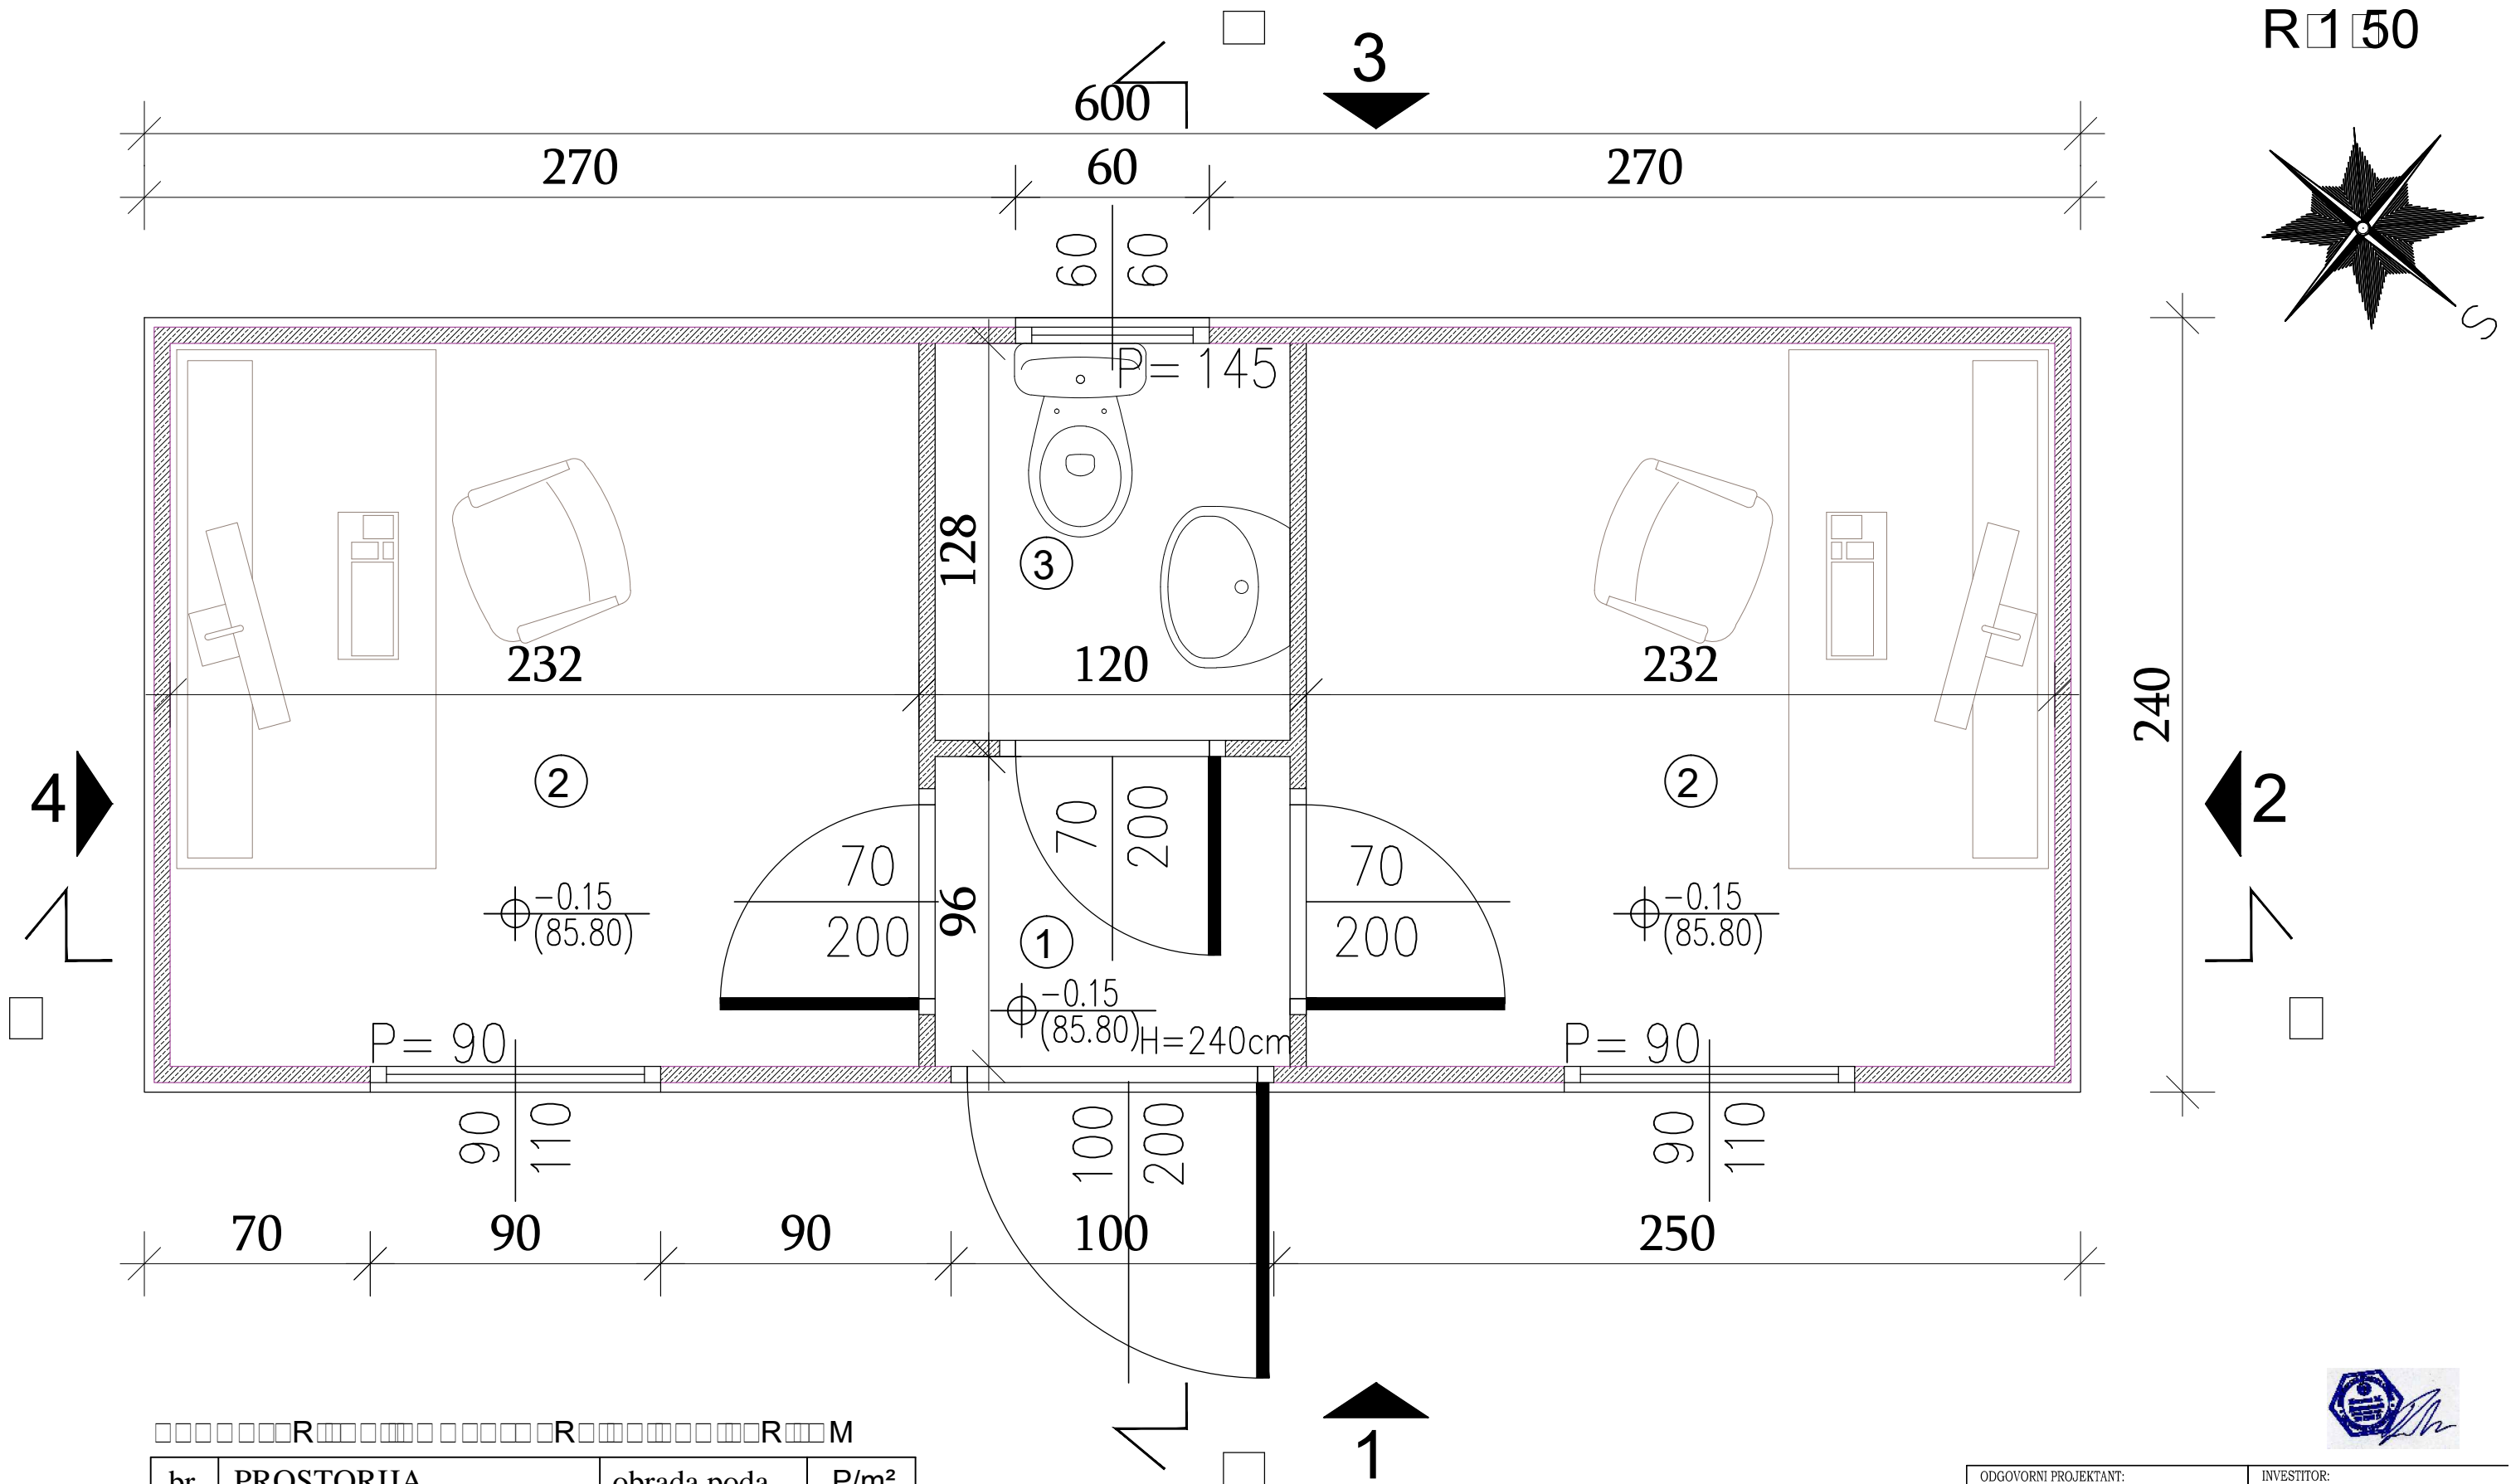 R 1 50
3
600
270 60 270
60 60
S
P= 145
128
3
232 120 232
240
4
2
2
2
70 200
70
200
70
200
96
1
-0.15
(85.80)
-0.15
(85.80)
-0.15
(85.80)
H=240cm
P= 90
P= 90
90 110
100 200
90 110
70 90 90 100 250
1
br. PROSTORIJA obrada poda P/m²
ODGOVORNI PROJEKTANT: INVESTITOR: